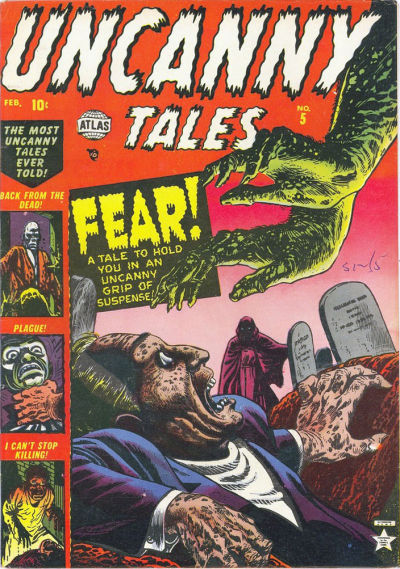 UNCANNY
TALES
FEB. 10¢
ATLAS
NO.
5
THE MOST
UNCANNY
TALES
EVER
TOLD!
BACK FROM THE
DEAD!
FEAR!
A TALE TO HOLD
YOU IN AN
UNCANNY
GRIP OF
SUSPENSE!
PLAGUE!
I CAN'T STOP
KILLING!